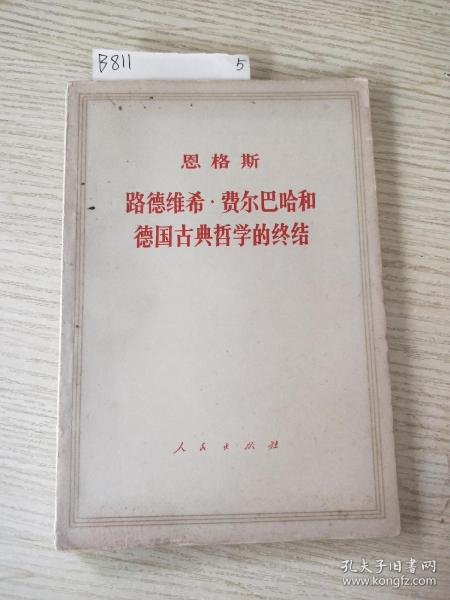 B811 5
恩格斯
路德维希·费尔巴哈和
德国古典哲学的终结
人民出版社
孔夫子旧书网
www.kongfz.com